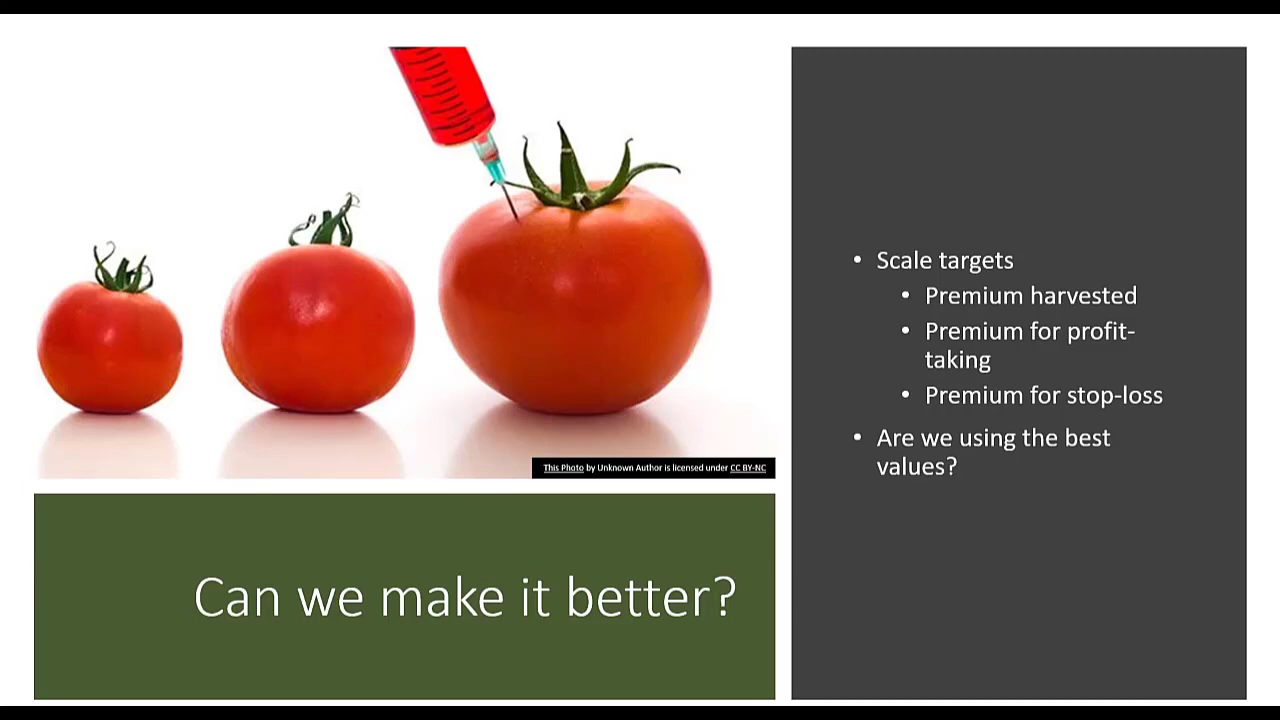 This Photo by Unknown Author is licensed under CC BY-NC
Can we make it better?
• Scale targets
• Premium harvested
• Premium for profit-
taking
• Premium for stop-loss
• Are we using the best
values?